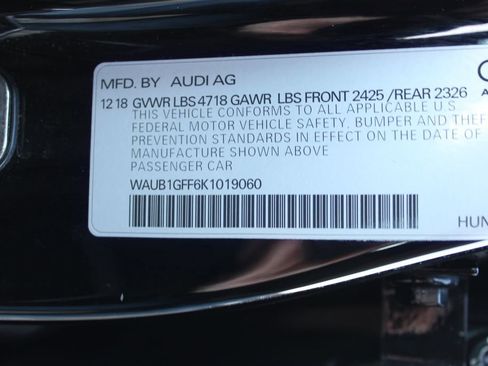 MFD. BY AUDI AG
12 18 GVWR LBS 4718 GAWR LBS FRONT 2425 /REAR 2326
THIS VEHICLE CONFORMS TO ALL APPLICABLE U S
FEDERAL MOTOR VEHICLE SAFETY, BUMPER AND THEF
PREVENTION STANDARDS IN EFFECT ON THE DATE OF
MANUFACTURE SHOWN ABOVE
PASSENGER CAR
WAUB1GFF6K1019060
HUN